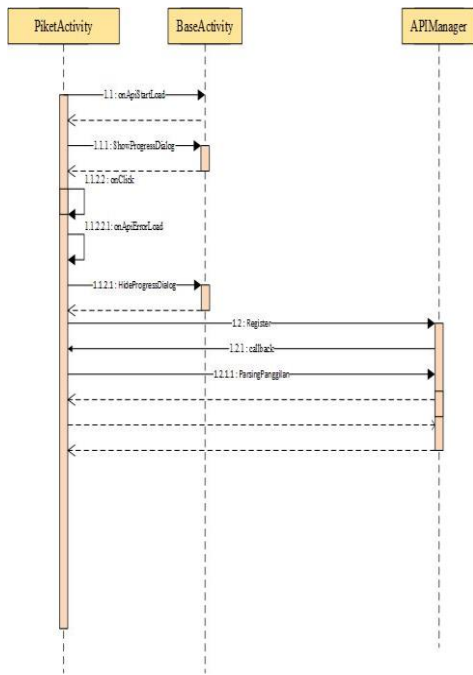 PiketActivity
BaseActivity
APIManager
1.1 : onApiStartLoad
1.1.1 : ShowProgressDialog
1.1.2.2 : onClick
1.1.2.2.1 : onApiErrorLoad
1.1.2.1 : HideProgressDialog
1.2 : Register
1.2.1 : callback
1.2.1.1 : ParsingPanggilan